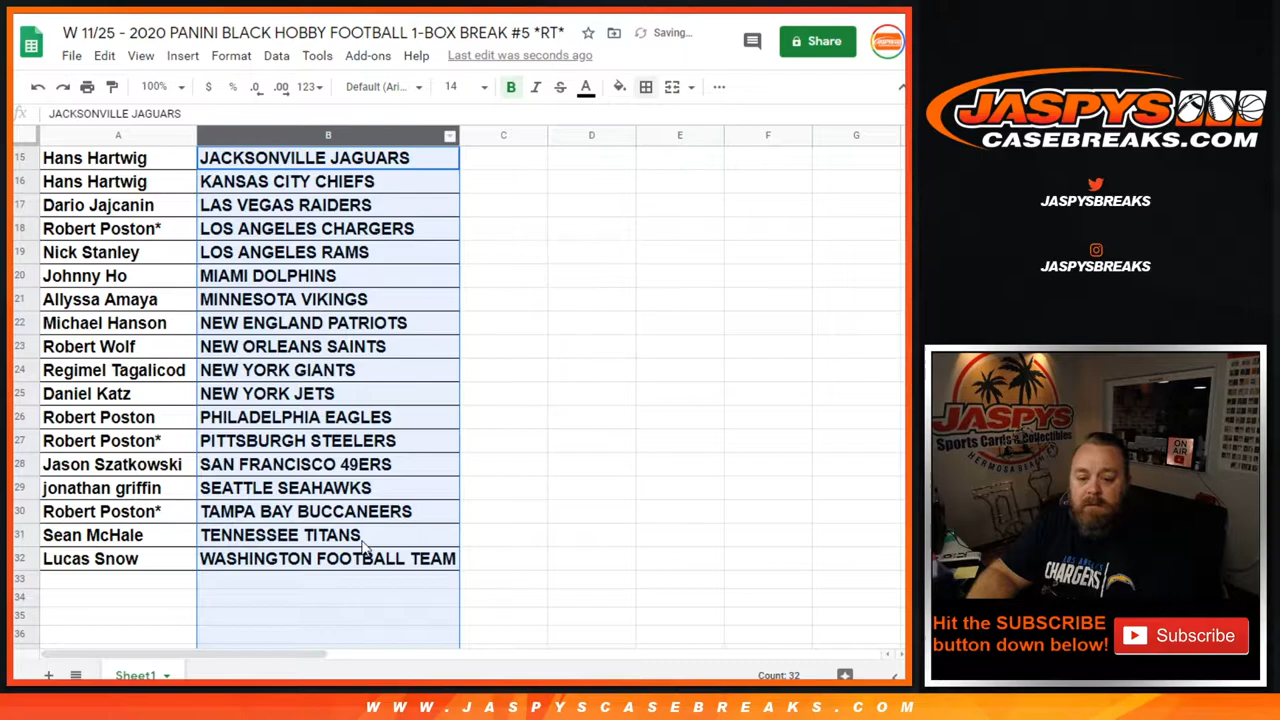 W 11/25 - 2020 PANINI BLACK HOBBY FOOTBALL 1-BOX BREAK #5 *RT*
Saving...
Share
File Edit View Insert Format Data Tools Add-ons Help Last edit was seconds ago
100% $ % .0 .00 123 Default (Ari... 14 B I S A ...
fx JACKSONVILLE JAGUARS
A B C D E F G
15 Hans Hartwig JACKSONVILLE JAGUARS
16 Hans Hartwig KANSAS CITY CHIEFS
17 Dario Jajcanin LAS VEGAS RAIDERS
18 Robert Poston* LOS ANGELES CHARGERS
19 Nick Stanley LOS ANGELES RAMS
20 Johnny Ho MIAMI DOLPHINS
21 Allyssa Amaya MINNESOTA VIKINGS
22 Michael Hanson NEW ENGLAND PATRIOTS
23 Robert Wolf NEW ORLEANS SAINTS
24 Regimel Tagalicod NEW YORK GIANTS
25 Daniel Katz NEW YORK JETS
26 Robert Poston PHILADELPHIA EAGLES
27 Robert Poston* PITTSBURGH STEELERS
28 Jason Szatkowski SAN FRANCISCO 49ERS
29 jonathan griffin SEATTLE SEAHAWKS
30 Robert Poston* TAMPA BAY BUCCANEERS
31 Sean McHale TENNESSEE TITANS
32 Lucas Snow WASHINGTON FOOTBALL TEAM
33
34
35
36
Sheet1
Count: 32
JASPYS
CASEBREAKS.COM
JASPYSBREAKS
JASPYSBREAKS
JASPYS
Sports Cards & Collectibles
HERMOSA BEACH
ON AIR
LOS ANGELES
CHARGERS
Hit the SUBSCRIBE
button down below!
Subscribe
WWW.JASPYSCASEBREAKS.COM